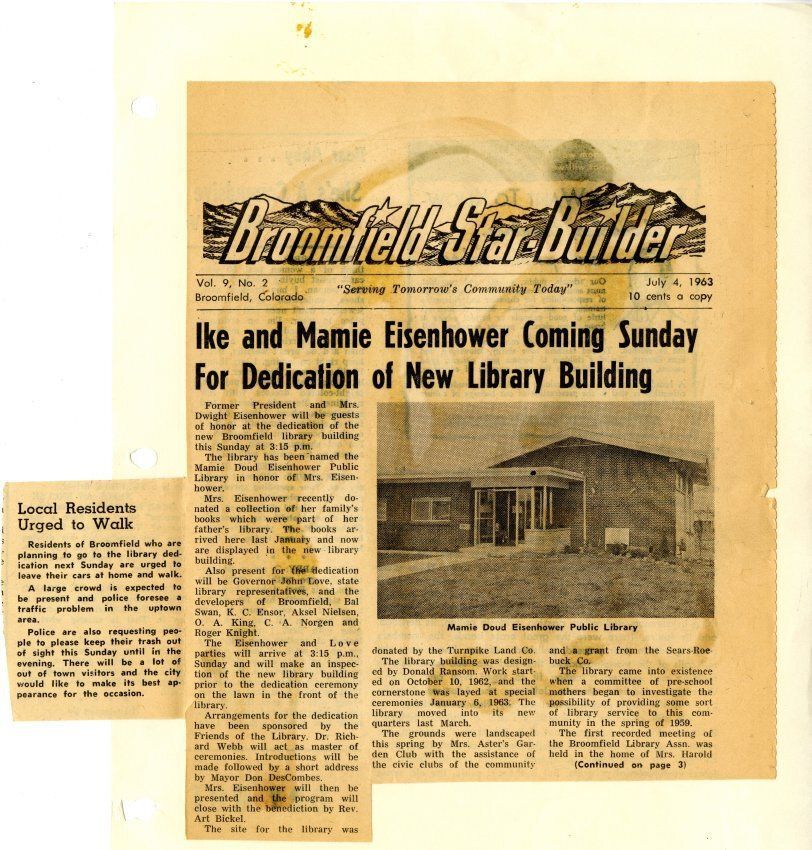 Broomfield Star-Builder
Vol. 9, No. 2
Broomfield, Colorado
"Serving Tomorrow's Community Today"
July 4, 1963
10 cents a copy
Ike and Mamie Eisenhower Coming Sunday
For Dedication of New Library Building
Former President and Mrs.
Dwight Eisenhower will be guests
of honor at the dedication of the
new Broomfield library building
this Sunday at 3:15 p.m.
The library has been named the
Mamie Doud Eisenhower Public
Library in honor of Mrs. Eisen-
hower.
Mrs. Eisenhower recently do-
nated a collection of her family's
books which were part of her
father's library. The books ar-
rived here last January and now
are displayed in the new library
building.
Also present for the dedication
will be Governor John Love, state
library representatives, and the
developers of Broomfield, Bal
Swan, K. C. Ensor, Aksel Nielsen,
O. A. King, C. A. Norgen and
Roger Knight.
The Eisenhower and Love
parties will arrive at 3:15 p.m.,
Sunday and will make an inspec-
tion of the new library building
prior to the dedication ceremony
on the lawn in the front of the
library.
Arrangements for the dedication
have been sponsored by the
Friends of the Library. Dr. Rich-
ard Webb will act as master of
ceremonies. Introductions will be
made followed by a short address
by Mayor Don DesCombes.
Mrs. Eisenhower will then be
presented and the program will
close with the benediction by Rev.
Art Bickel.
The site for the library was
Mamie Doud Eisenhower Public Library
donated by the Turnpike Land Co.
The library building was design-
ed by Donald Ransom. Work start-
ed on October 10, 1962, and the
cornerstone was layed at special
ceremonies January 6, 1963. The
library moved into its new
quarters last March.
The grounds were landscaped
this spring by Mrs. Aster's Gar-
den Club with the assistance of
the civic clubs of the community
and a grant from the Sears-Roe-
buck Co.
The library came into existence
when a committee of pre-school
mothers began to investigate the
possibility of providing some sort
of library service to this com-
munity in the spring of 1959.
The first recorded meeting of
the Broomfield Library Assn. was
held in the home of Mrs. Harold
(Continued on page 3)
Local Residents
Urged to Walk
Residents of Broomfield who are
planning to go to the library ded-
ication next Sunday are urged to
leave their cars at home and walk.
A large crowd is expected to
be present and police foresee a
traffic problem in the uptown
area.
Police are also requesting peo-
ple to please keep their trash out
of sight this Sunday until in the
evening. There will be a lot of
out of town visitors and the city
would like to make its best ap-
pearance for the occasion.